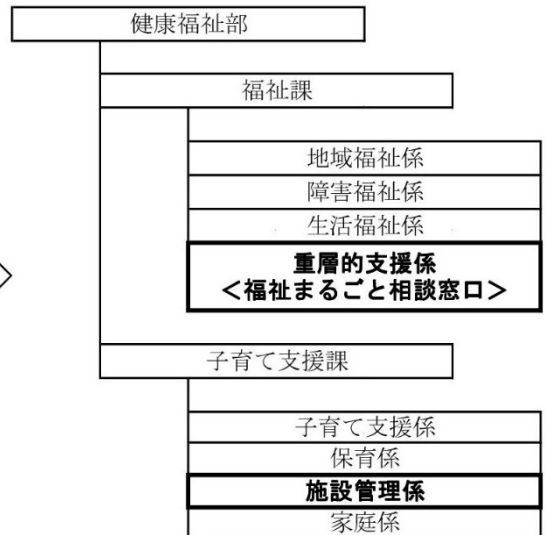 健康福祉部
福祉課
地域福祉係
障害福祉係
生活福祉係
重層的支援係
＜福祉まるごと相談窓口＞
子育て支援課
子育て支援係
保育係
施設管理係
家庭係